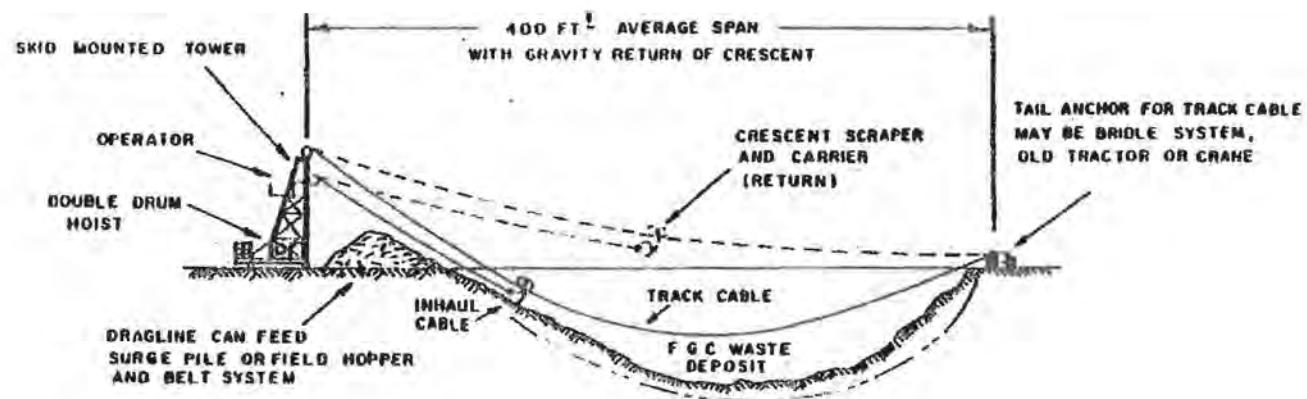 400 FT± AVERAGE SPAN
WITH GRAVITY RETURN OF CRESCENT
SKID MOUNTED TOWER
OPERATOR
DOUBLE DRUM
HOIST
CRESCENT SCRAPER
AND CARRIER
(RETURN)
TAIL ANCHOR FOR TRACK CABLE
MAY BE BRIDLE SYSTEM,
OLD TRACTOR OR CRANE
INHAUL
CABLE
TRACK CABLE
DRAGLINE CAN FEED
SURGE PILE OR FIELD HOPPER
AND BELT SYSTEM
F G C WASTE
DEPOSIT